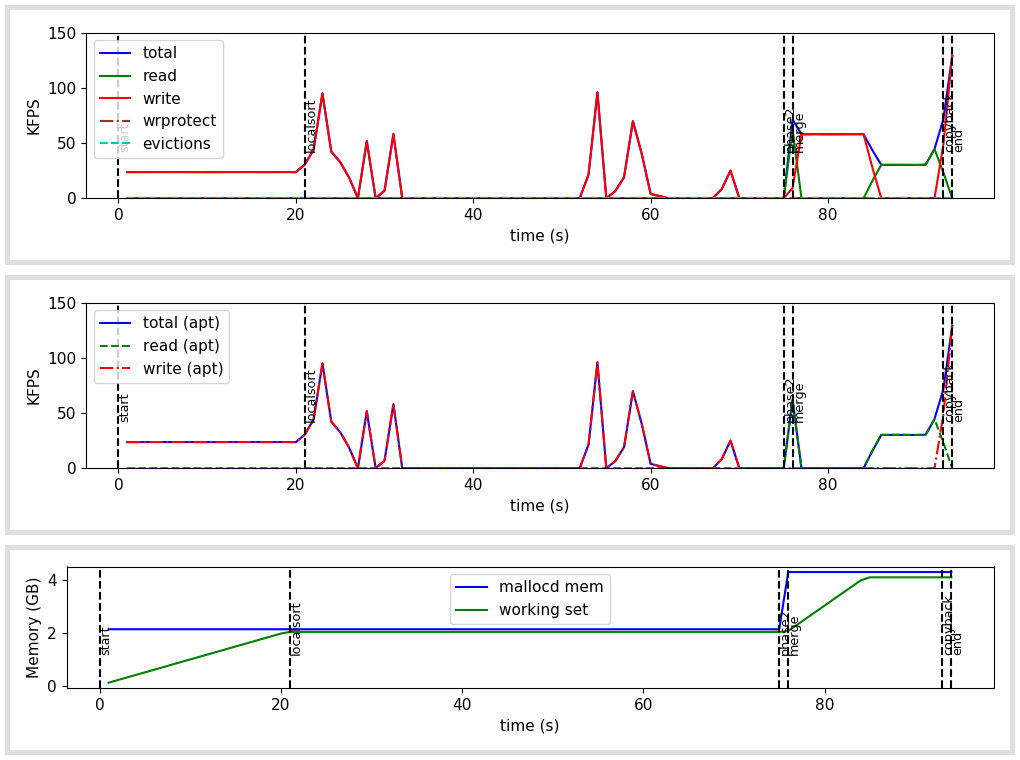 150
100
50
0
KFPS
total
read
write
wrprotect
evictions
start
localsort
phase2
merge
copyback
end
0
20
40
60
80
time (s)
150
100
50
0
KFPS
total (apt)
read (apt)
write (apt)
start
localsort
phase2
merge
copyback
end
0
20
40
60
80
time (s)
4
2
0
Memory (GB)
mallocd mem
working set
start
localsort
phase2
merge
copyback
end
0
20
40
60
80
time (s)